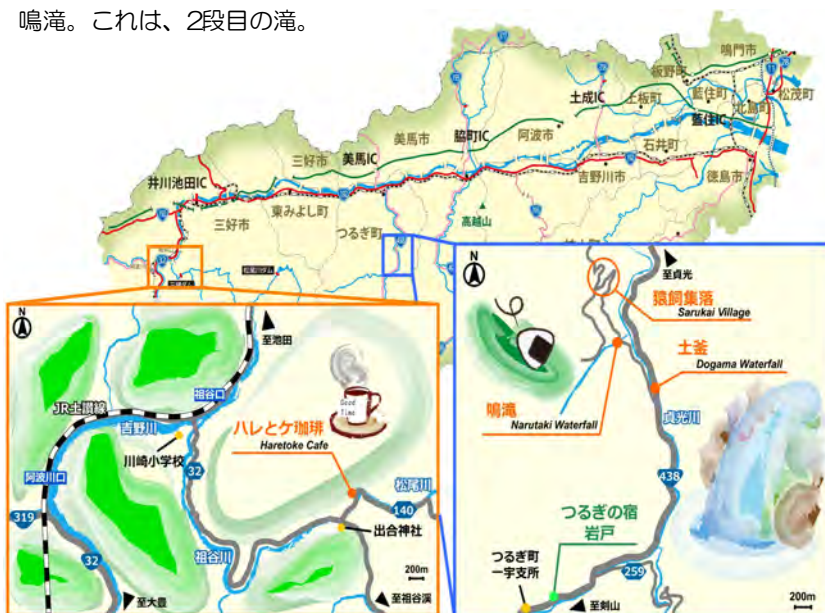 鳴滝。これは、2段目の滝。
鳴門市
板野町
藍住町
松茂町
上板町
北島町
土成IC
藍住IC
阿波市
脇町IC
美馬市
美馬IC
三好市
石井町
徳島市
吉野川市
井川池田IC
東みよし町
三好市
つるぎ町
高越山
192
32
11
438
N
至池田
祖谷口
JR土讃線
吉野川
川崎小学校
32
阿波川口
319
32
祖谷川
至大豊
Good
Time
ハレとケ珈琲
Haretoke Cafe
松尾川
140
出合神社
至祖谷渓
200m
N
至貞光
猿飼集落
Sarukai Village
土釜
Dogama Waterfall
鳴滝
Narutaki Waterfall
貞光川
438
つるぎの宿
岩戸
つるぎ町
一宇支所
259
至剣山
200m